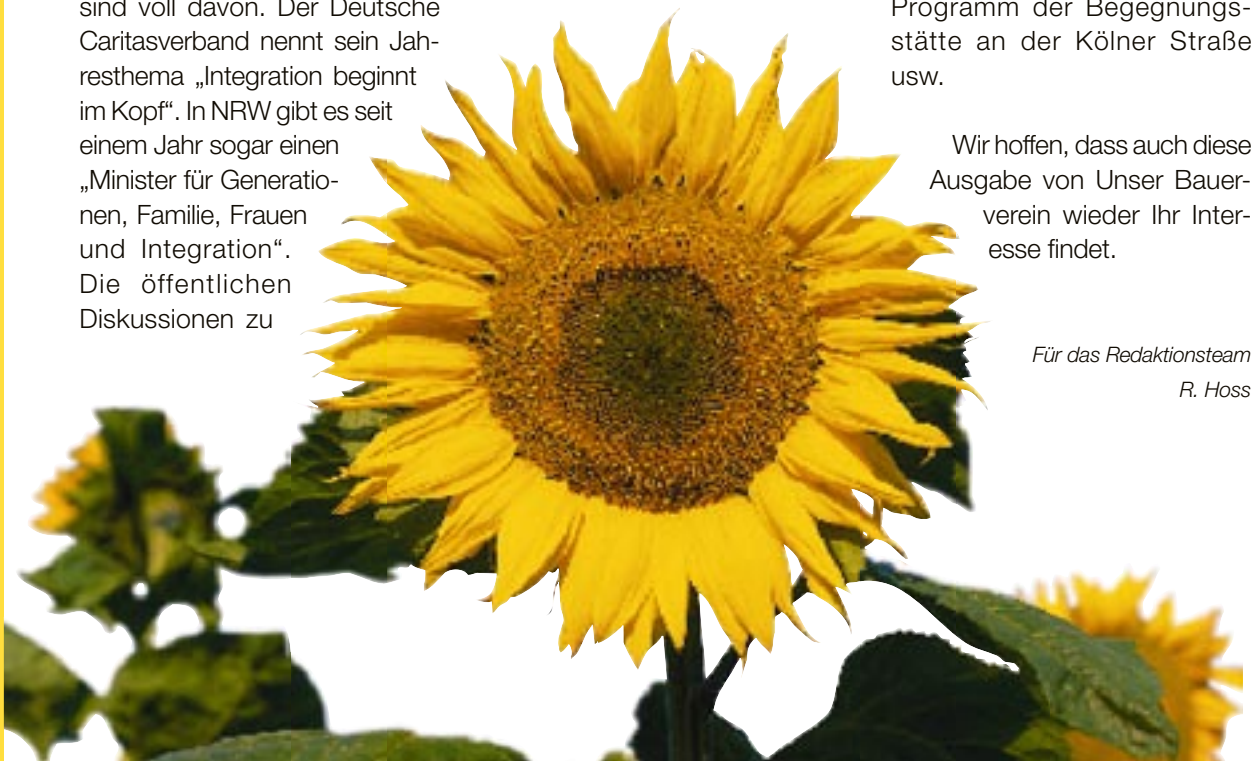 sind voll davon. Der Deutsche
Caritasverband nennt sein Jah-
resthema „Integration beginnt
im Kopf“. In NRW gibt es seit
einem Jahr sogar einen
„Minister für Generatio-
nen, Familie, Frauen
und Integration“.
Die öffentlichen
Diskussionen zu
Programm der Begegnungs-
stätte an der Kölner Straße
usw.
Wir hoffen, dass auch diese
Ausgabe von Unser Bauer-
verein wieder Ihr Inter-
esse findet.
Für das Redaktionsteam
R. Hoss